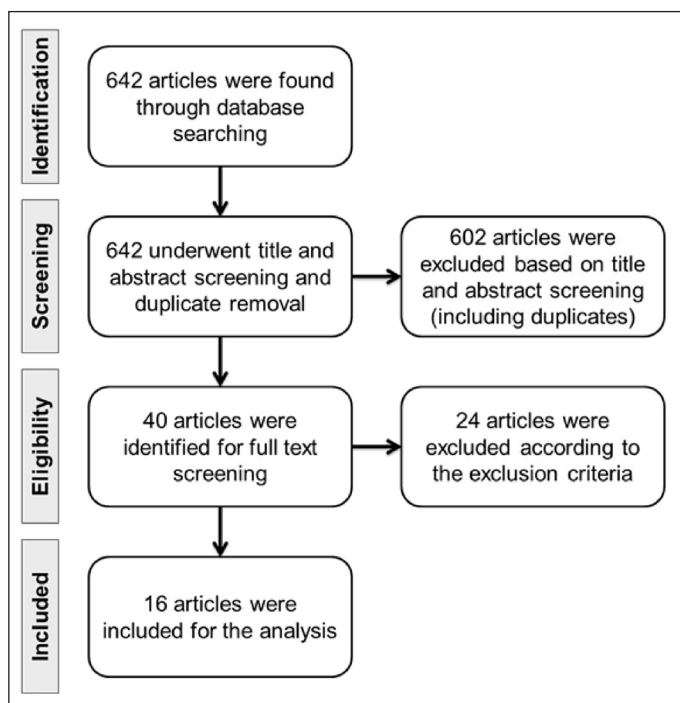 Identification
642 articles were found
through database
searching
Screening
642 underwent title and
abstract screening and
duplicate removal
602 articles were
excluded based on title
and abstract screening
(including duplicates)
Eligibility
40 articles were
identified for full text
screening
24 articles were
excluded according to
the exclusion criteria
Included
16 articles were
included for the analysis